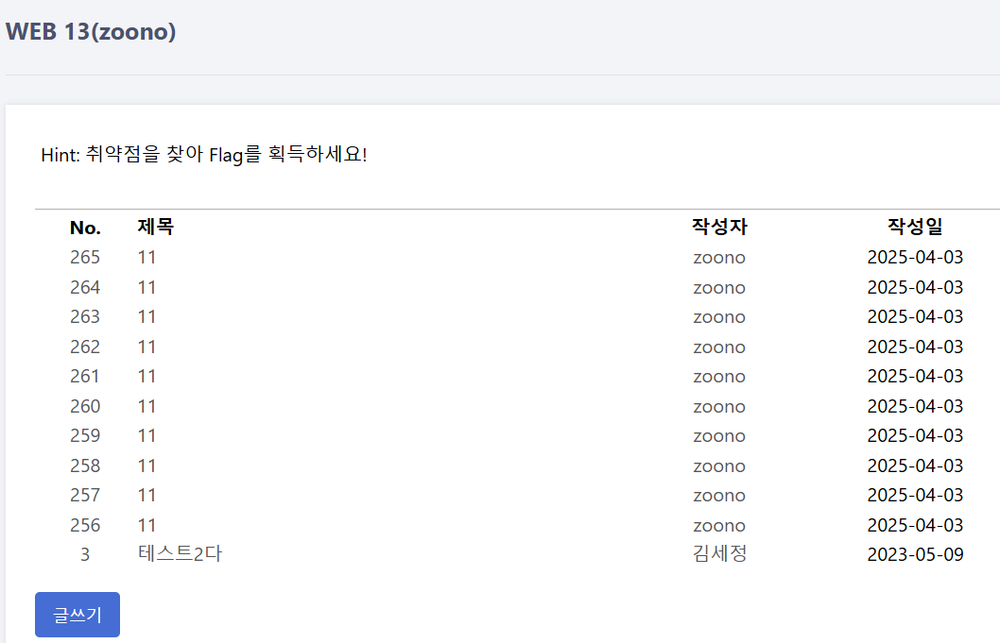 WEB 13(zoono)
Hint: 취약점을 찾아 Flag를 획득하세요!
No. 제목 작성자 작성일
265 11 zoono 2025-04-03
264 11 zoono 2025-04-03
263 11 zoono 2025-04-03
262 11 zoono 2025-04-03
261 11 zoono 2025-04-03
260 11 zoono 2025-04-03
259 11 zoono 2025-04-03
258 11 zoono 2025-04-03
257 11 zoono 2025-04-03
256 11 zoono 2025-04-03
3 테스트2다 김세정 2023-05-09
글쓰기